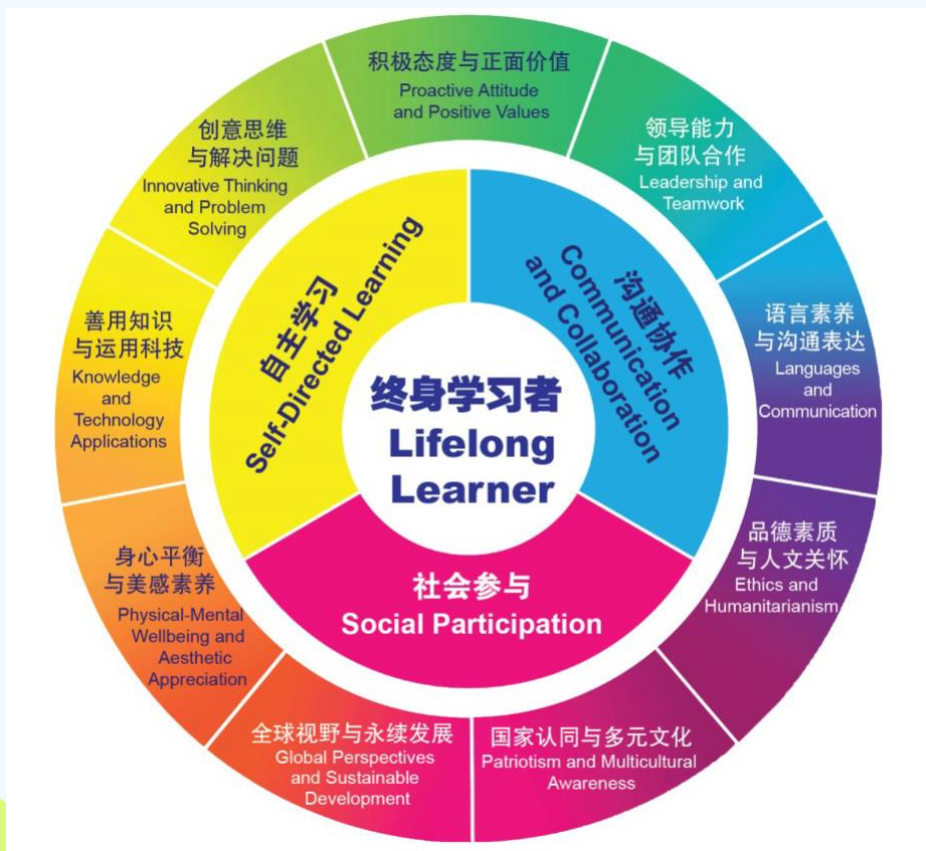 终身学习者
Lifelong
Learner
自主学习
Self-Directed Learning
沟通协作
Communication
and Collaboration
社会参与
Social Participation
积极态度与正面价值
Proactive Attitude
and Positive Values
领导能力
与团队合作
Leadership and
Teamwork
语言素养
与沟通表达
Languages
and
Communication
品德素质
与人文关怀
Ethics and
Humanitarianism
国家认同与多元文化
Patriotism and Multicultural
Awareness
全球视野与永续发展
Global Perspectives
and Sustainable
Development
身心平衡
与美感素养
Physical-Mental
Wellbeing and
Aesthetic
Appreciation
善用知识
与运用科技
Knowledge
and
Technology
Applications
创意思维
与解决问题
Innovative Thinking
and Problem
Solving